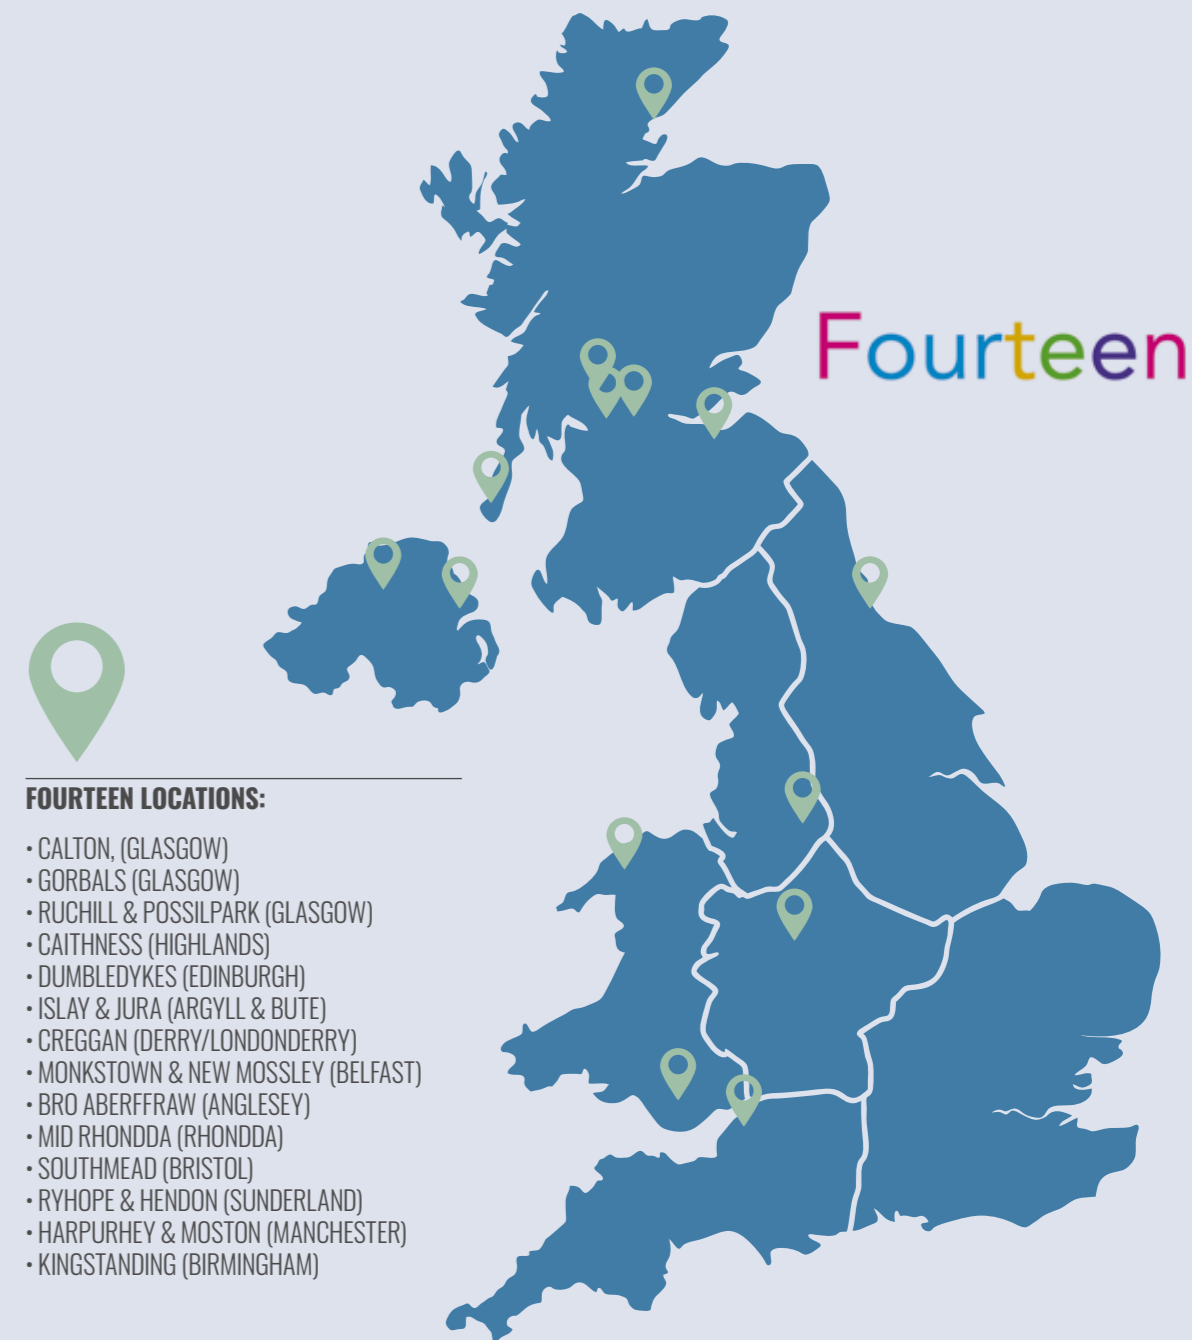 Fourteen
FOURTEEN LOCATIONS:
• CALTON, (GLASGOW)
• GORBALS (GLASGOW)
• RUCHILL & POSSILPARK (GLASGOW)
• CAITHNESS (HIGHLANDS)
• DUMBLEDYKES (EDINBURGH)
• ISLAY & JURA (ARGYLL & BUTE)
• CREGGAN (DERRY/LONDONDERRY)
• MONKSTOWN & NEW MOSSLEY (BELFAST)
• BRO ABERFFRAW (ANGLESEY)
• MID RHONDDA (RHONDDA)
• SOUTHMEAD (BRISTOL)
• RYHOPE & HENDON (SUNDERLAND)
• HARPURHEY & MOSTON (MANCHESTER)
• KINGSTANDING (BIRMINGHAM)